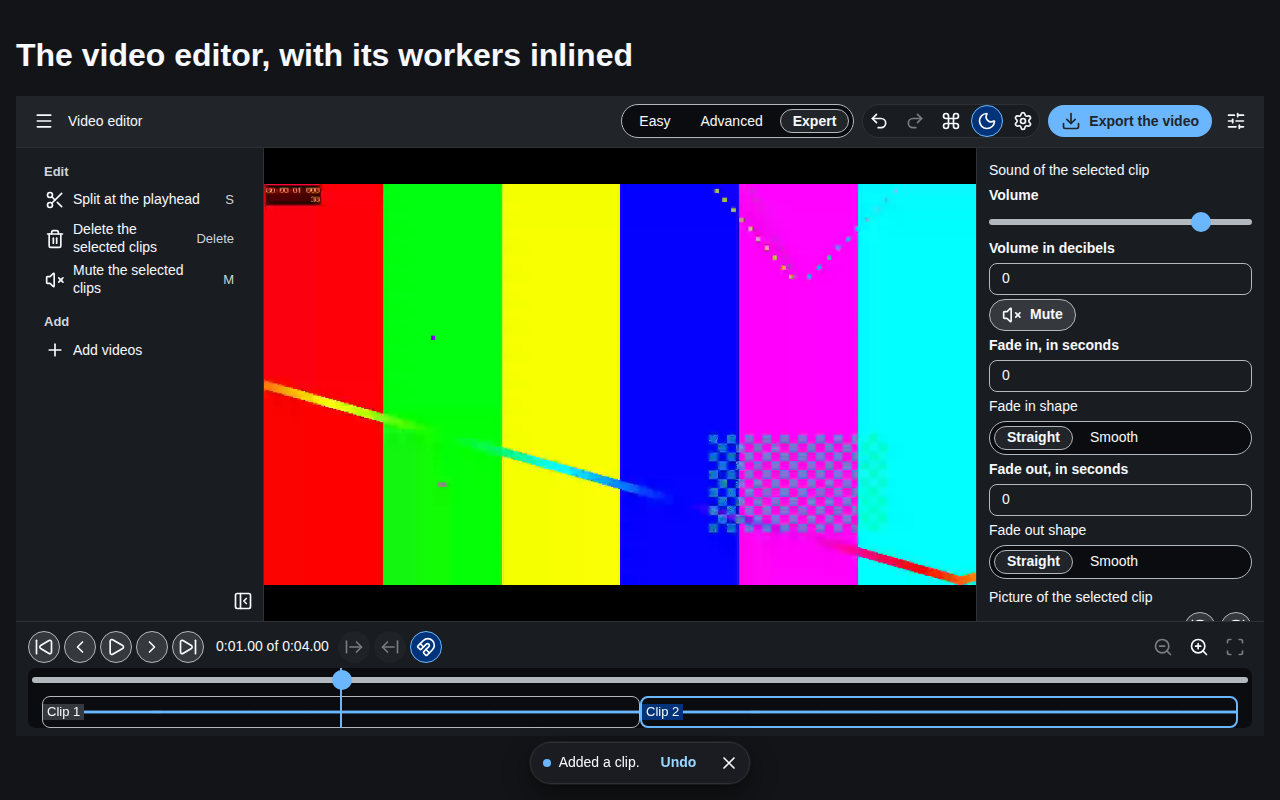 The video editor, with its workers inlined
Video editor
Easy
Advanced
Expert
Export the video
Edit
Split at the playhead S
Delete the
selected clips
Delete
Mute the selected
clips
M
Add
Add videos
Sound of the selected clip
Volume
Volume in decibels
0
Mute
Fade in, in seconds
0
Fade in shape
Straight Smooth
Fade out, in seconds
0
Fade out shape
Straight Smooth
Picture of the selected clip
0:01.00 of 0:04.00
Clip 1
Clip 2
Added a clip. Undo